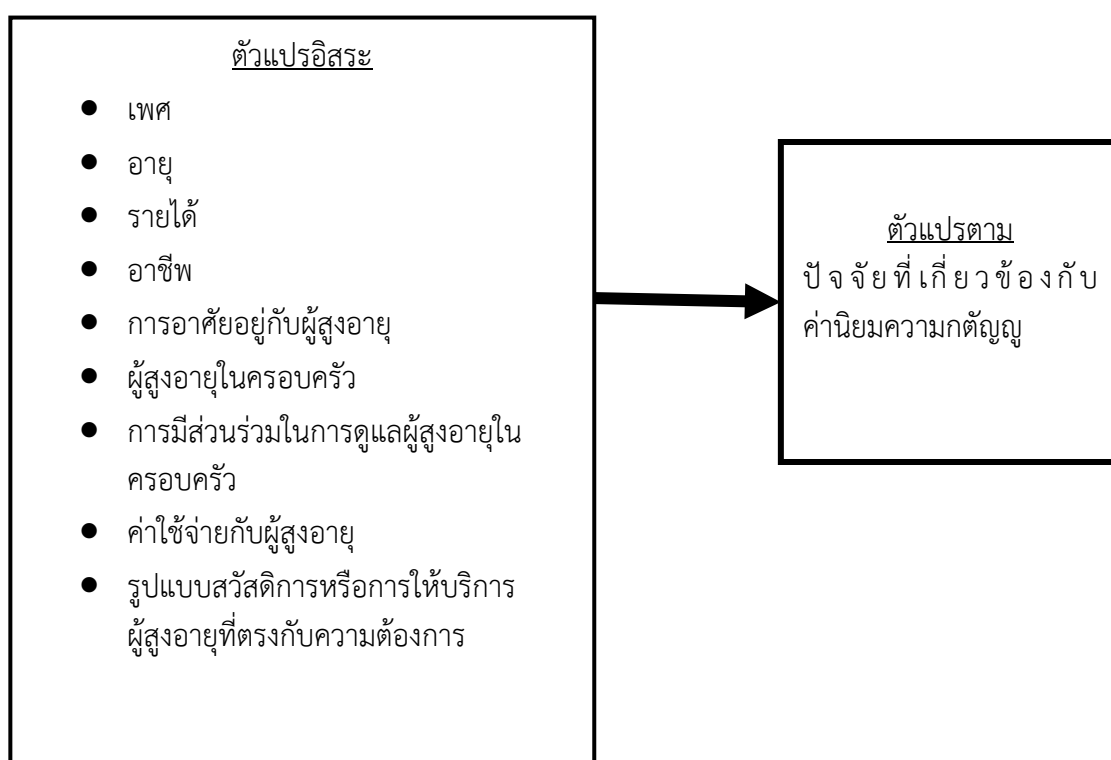 ตัวแปรอิสระ
● เพศ
● อายุ
● รายได้
● อาชีพ
● การอาศัยอยู่กับผู้สูงอายุ
● ผู้สูงอายุในครอบครัว
● การมีส่วนร่วมในการดูแลผู้สูงอายุใน
ครอบครัว
● ค่าใช้จ่ายกับผู้สูงอายุ
● รูปแบบสวัสดิการหรือการให้บริการ
ผู้สูงอายุที่ตรงกับความต้องการ
ตัวแปรตาม
ปัจจัยที่เกี่ยวข้องกับ
ค่านิยมความกตัญญู